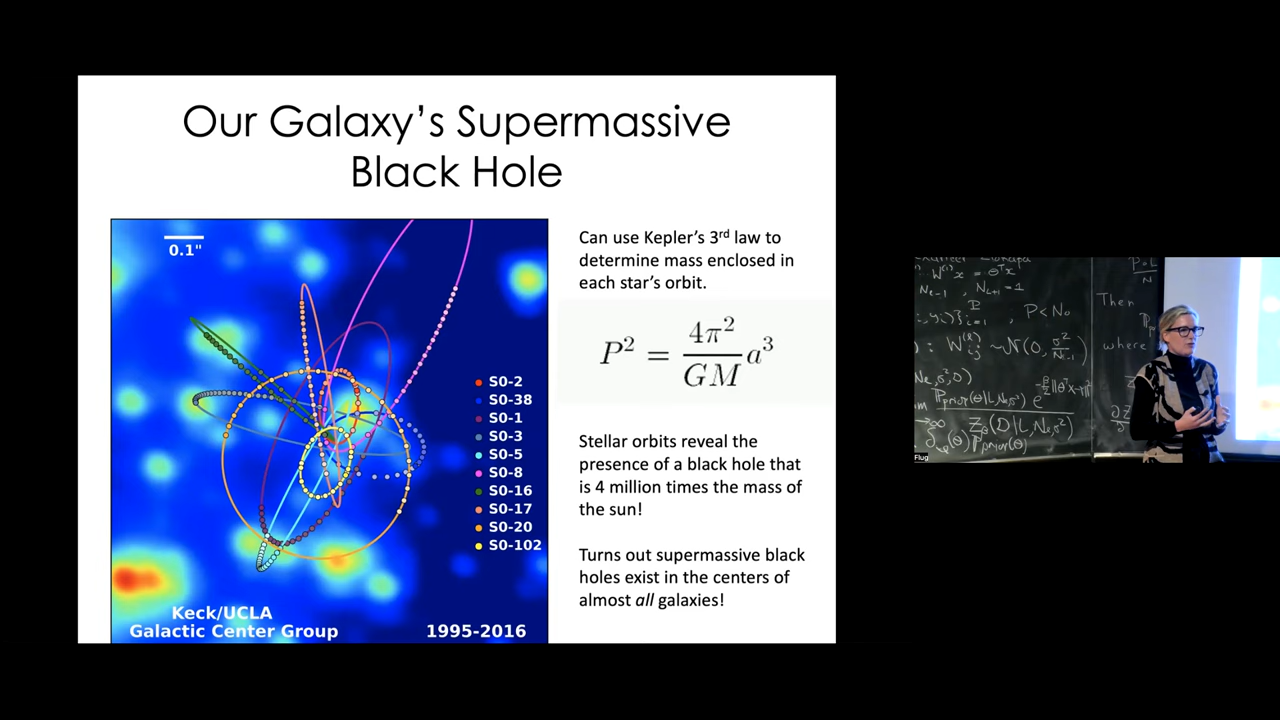 Our Galaxy's Supermassive
Black Hole
0.1"
S0-2
S0-38
S0-1
S0-3
S0-5
S0-8
S0-16
S0-17
S0-20
S0-102
Keck/UCLA
Galactic Center Group
1995-2016
Can use Kepler's 3rd law to
determine mass enclosed in
each star's orbit.
P² = 4π²/GM a³
Stellar orbits reveal the
presence of a black hole that
is 4 million times the mass of
the sun!
Turns out supermassive black
holes exist in the centers of
almost all galaxies!
P < N₀
Then
where
Flug